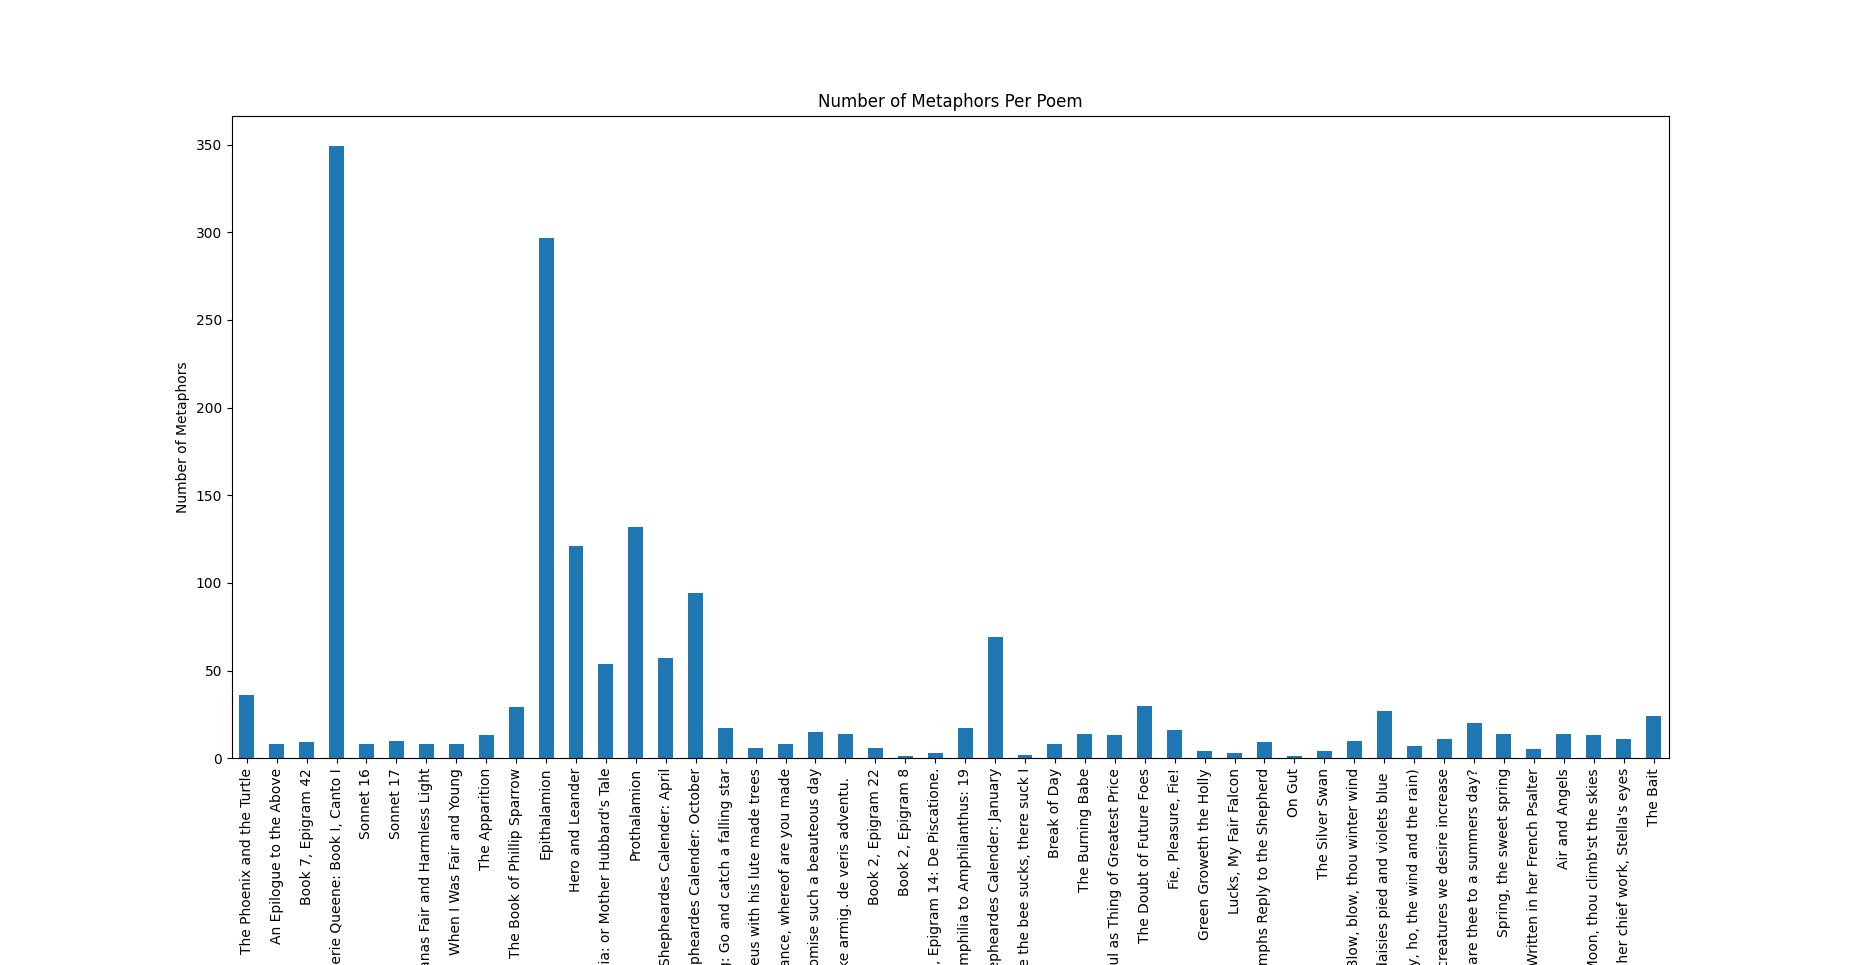 Number of Metaphors Per Poem
Number of Metaphors
350
300
250
200
150
100
50
0
The Phoenix and the Turtle
An Epilogue to the Above
Book 7, Epigram 42
erie Queene: Book I, Canto I
Sonnet 16
Sonnet 17
anas Fair and Harmless Light
When I Was Fair and Young
The Apparition
The Book of Phillip Sparrow
Epithalamion
Hero and Leander
ia: or Mother Hubbard's Tale
Prothalamion
Shepheardes Calender: April
pheardes Calender: October
: Go and catch a falling star
eus with his lute made trees
ance, whereof are you made
omise such a beauteous day
ke armig. de veris adventu.
Book 2, Epigram 22
Book 2, Epigram 8
, Epigram 14: De Piscatione.
mphilia to Amphilanthus: 19
epheardes Calender: January
e the bee sucks, there suck I
Break of Day
The Burning Babe
ul as Thing of Greatest Price
The Doubt of Future Foes
Fie, Pleasure, Fie!
Green Groweth the Holly
Lucks, My Fair Falcon
mphs Reply to the Shepherd
On Gut
The Silver Swan
Blow, blow, thou winter wind
aisies pied and violets blue
y, ho, the wind and the rain)
creatures we desire increase
are thee to a summers day?
Spring, the sweet spring
Written in her French Psalter
Air and Angels
Moon, thou climb'st the skies
her chief work, Stella's eyes
The Bait